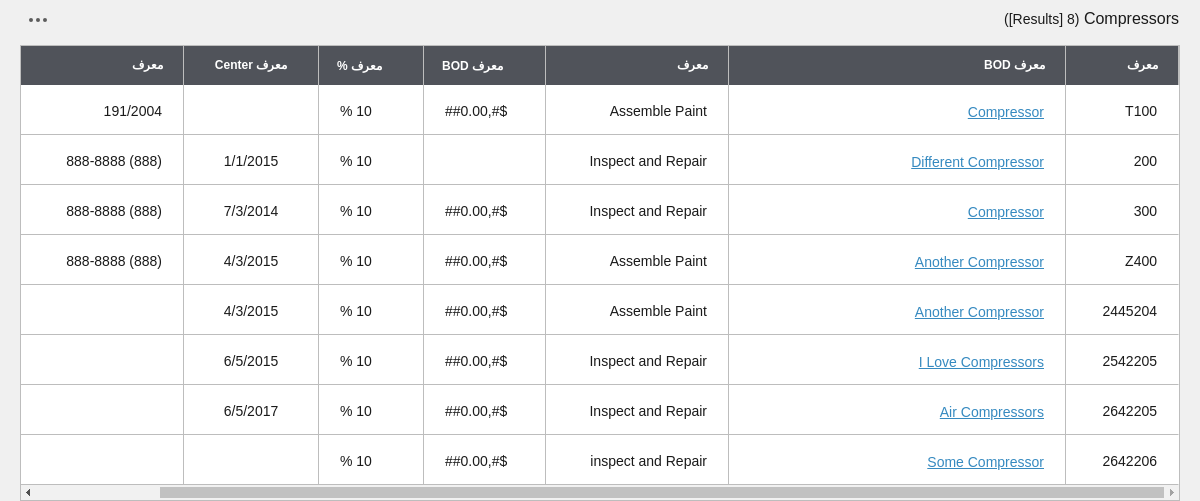 Compressors ([Results] 8)
معرف معرف BOD معرف معرف BOD معرف % معرف Center معرف
T100 Compressor Assemble Paint ##0.00,#$ % 10 191/2004
200 Different Compressor Inspect and Repair % 10 1/1/2015 888-8888 (888)
300 Compressor Inspect and Repair ##0.00,#$ % 10 7/3/2014 888-8888 (888)
Z400 Another Compressor Assemble Paint ##0.00,#$ % 10 4/3/2015 888-8888 (888)
2445204 Another Compressor Assemble Paint ##0.00,#$ % 10 4/3/2015
2542205 I Love Compressors Inspect and Repair ##0.00,#$ % 10 6/5/2015
2642205 Air Compressors Inspect and Repair ##0.00,#$ % 10 6/5/2017
2642206 Some Compressor inspect and Repair ##0.00,#$ % 10